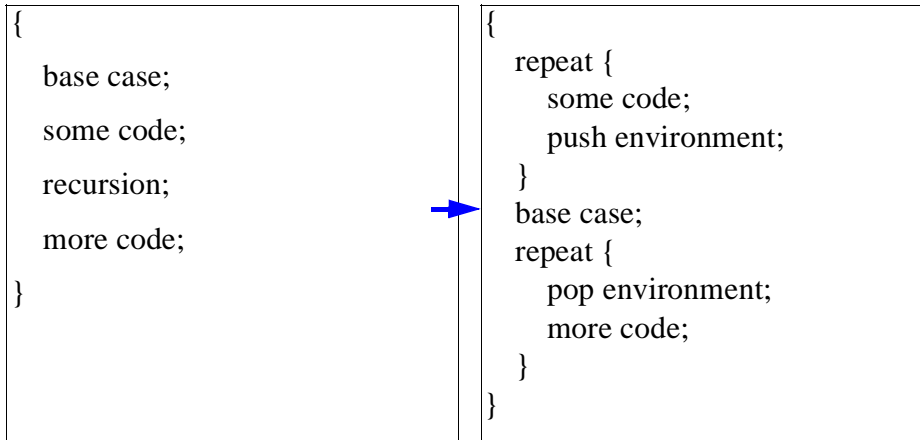 {
base case;
some code;
recursion;
more code;
}
{
repeat {
some code;
push environment;
}
base case;
repeat {
pop environment;
more code;
}
}